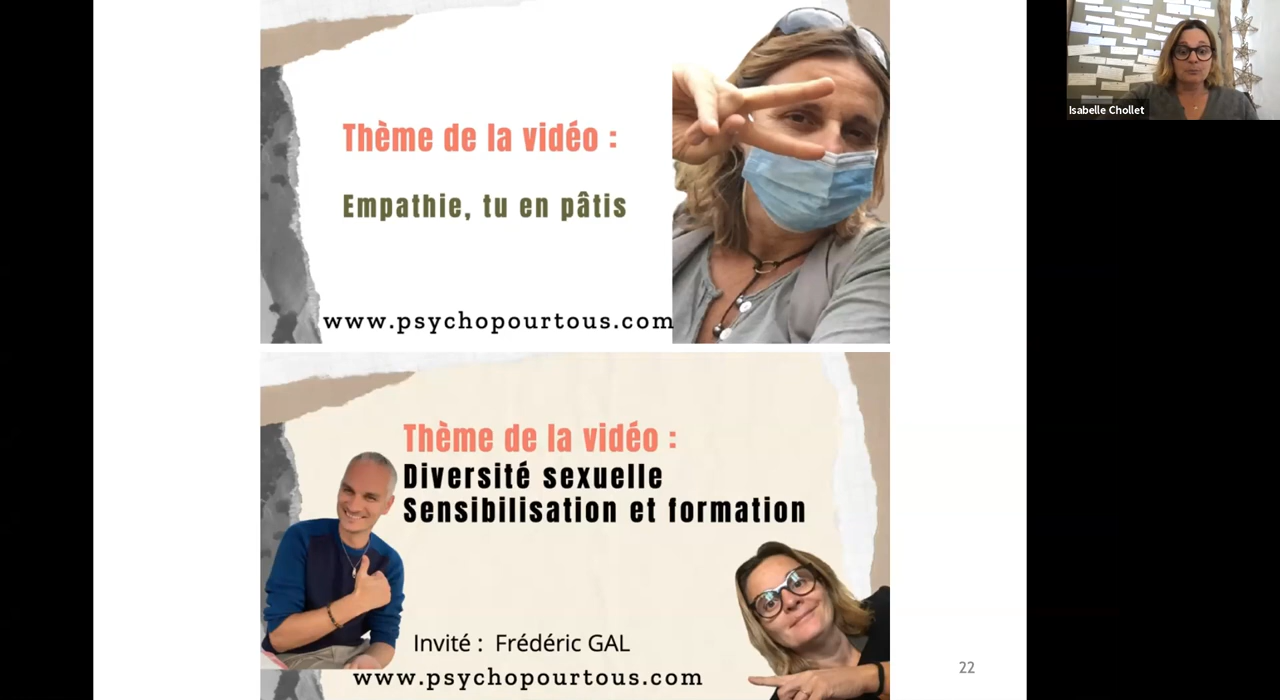 Thème de la vidéo :
Empathie, tu en pâtis
www.psychopourtous.com
Thème de la vidéo :
Diversité sexuelle
Sensibilisation et formation
Invité : Frédéric GAL
www.psychopourtous.com
22
Isabelle Chollet